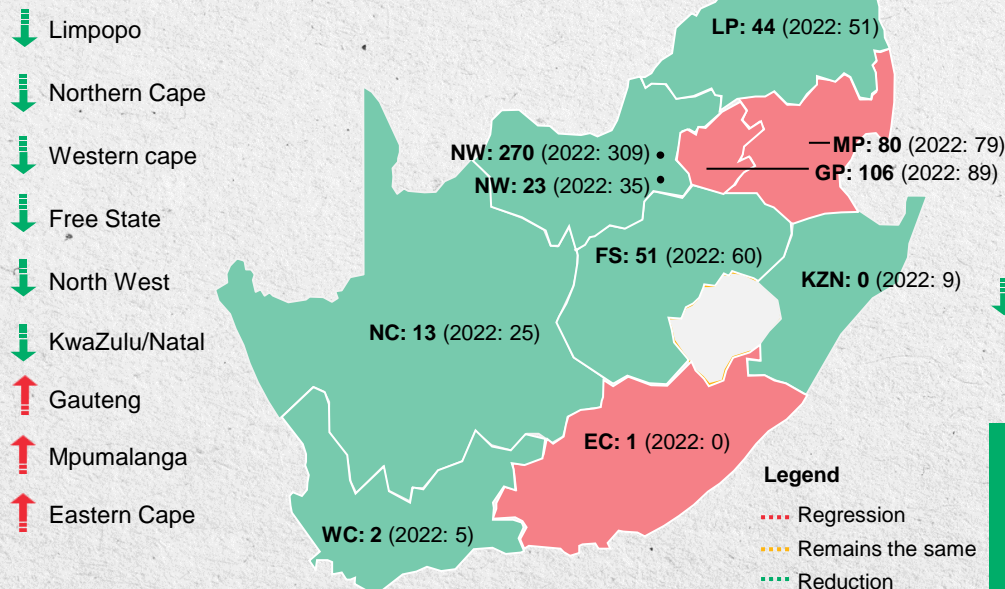 Limpopo
Northern Cape
Western cape
Free State
North West
KwaZulu/Natal
Gauteng
Mpumalanga
Eastern Cape
LP: 44 (2022: 51)
MP: 80 (2022: 79)
NW: 270 (2022: 309)
GP: 106 (2022: 89)
NW: 23 (2022: 35)
FS: 51 (2022: 60)
KZN: 0 (2022: 9)
NC: 13 (2022: 25)
EC: 1 (2022: 0)
WC: 2 (2022: 5)
Legend
Regression
Remains the same
Reduction